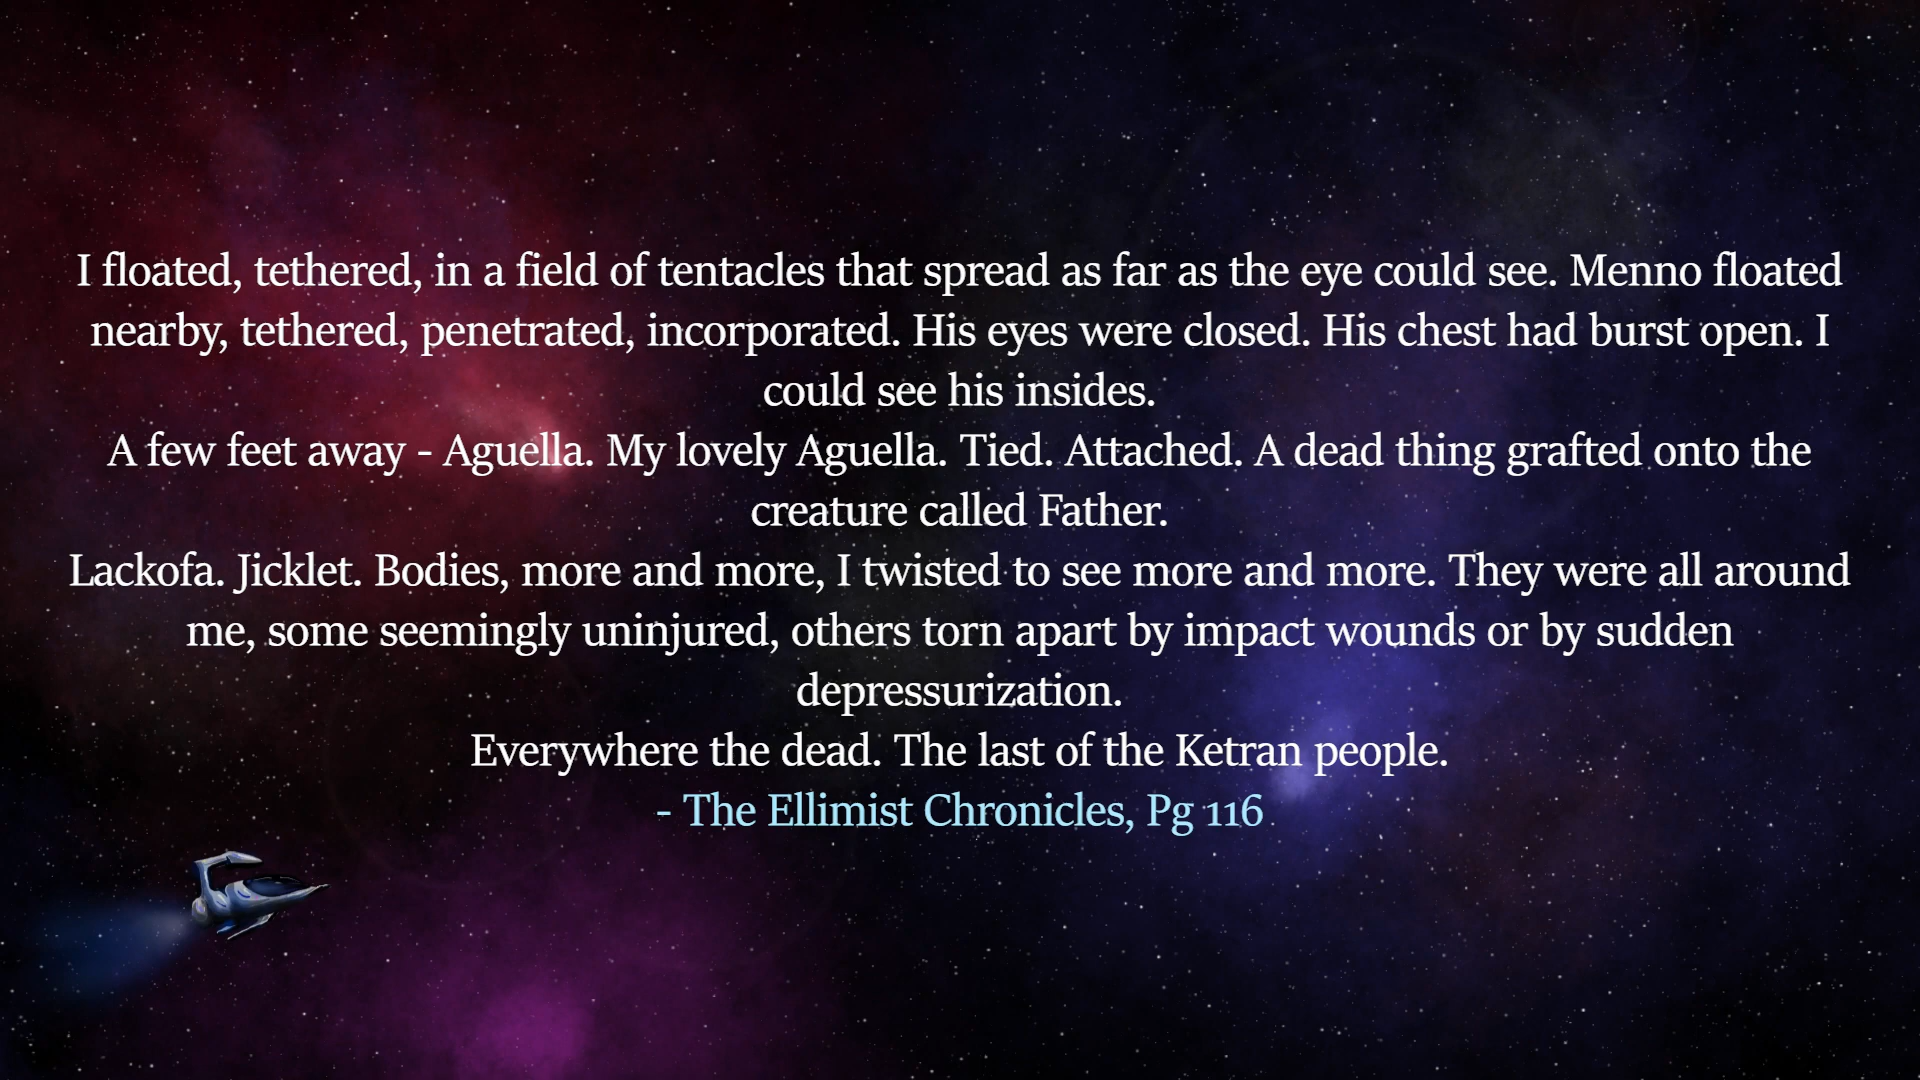 I floated, tethered, in a field of tentacles that spread as far as the eye could see. Menno floated
nearby, tethered, penetrated, incorporated. His eyes were closed. His chest had burst open. I
could see his insides.
A few feet away - Aguella. My lovely Aguella. Tied. Attached. A dead thing grafted onto the
creature called Father.
Lackofa. Jicklet. Bodies, more and more, I twisted to see more and more. They were all around
me, some seemingly uninjured, others torn apart by impact wounds or by sudden
depressurization.
Everywhere the dead. The last of the Ketran people.
- The Ellimist Chronicles, Pg 116